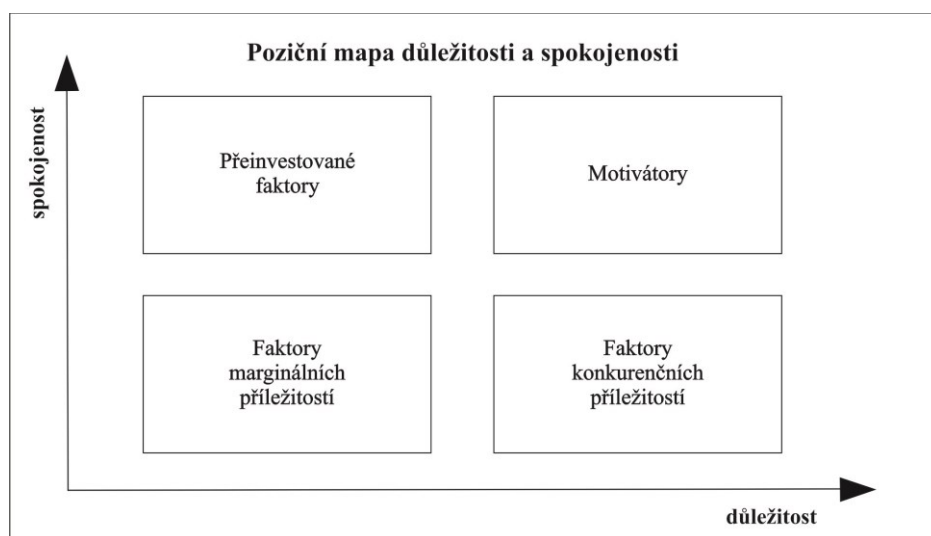 Poziční mapa důležitosti a spokojenosti
spokojenost
Přeinvestované
faktory
Motivátory
Faktory
marginálních
příležitostí
Faktory
konkurenčních
příležitostí
důležitost